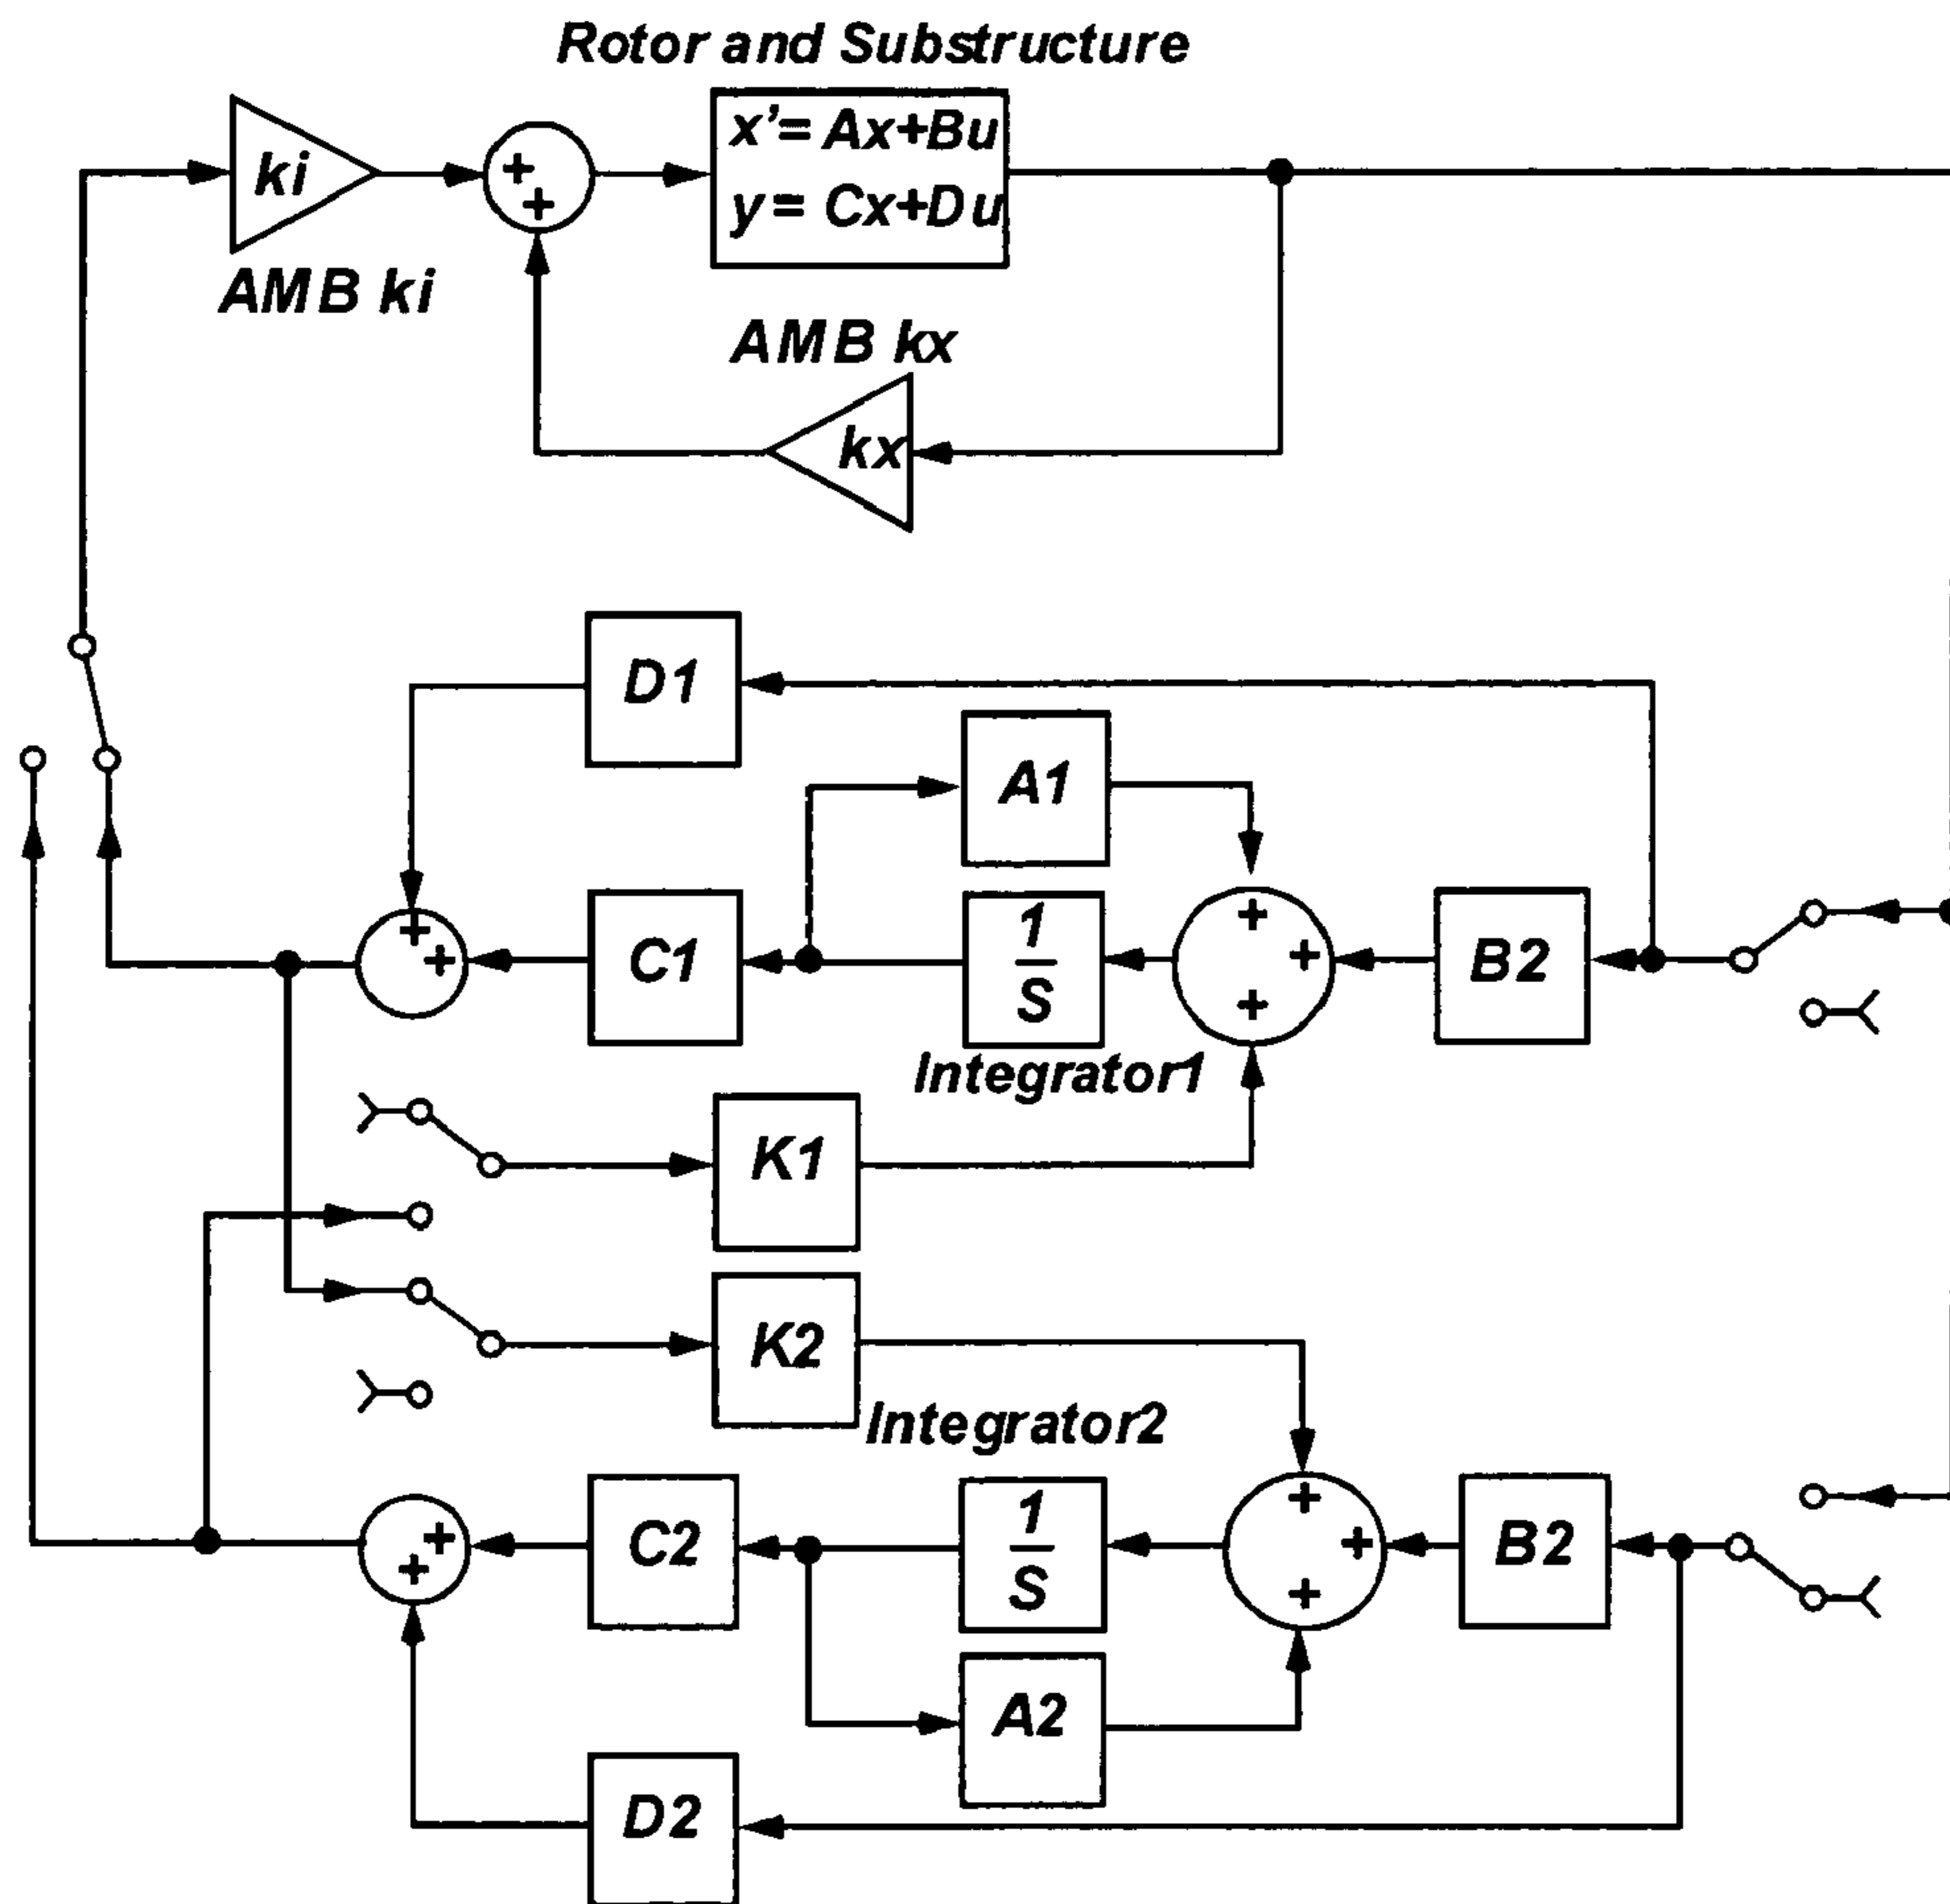 Rotor and Substructure
x'= Ax+Bu
y= Cx+Du
ki
+
+
AMB ki
AMB kx
kx
D1
A1
+
+
+
+
+
C1
1
S
B2
Integrator1
K1
K2
Integrator2
+
+
+
+
+
C2
1
S
B2
A2
D2